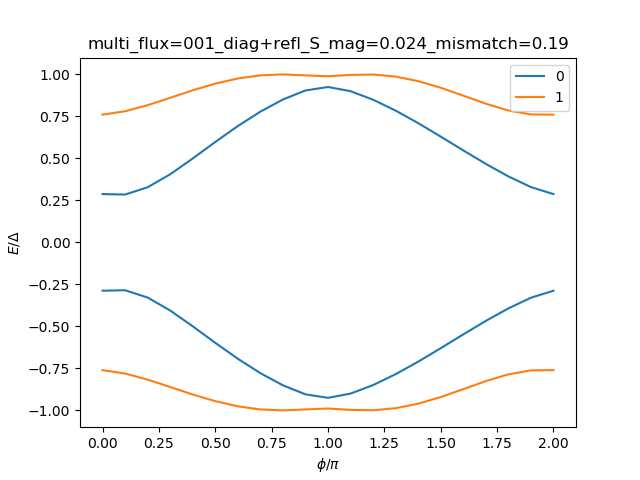 multi_flux=001_diag+refl_S_mag=0.024_mismatch=0.19
1.00
0.75
0.50
0.25
0.00
−0.25
−0.50
−0.75
−1.00
E/Δ
0
1
0.00 0.25 0.50 0.75 1.00 1.25 1.50 1.75 2.00
ϕ/π